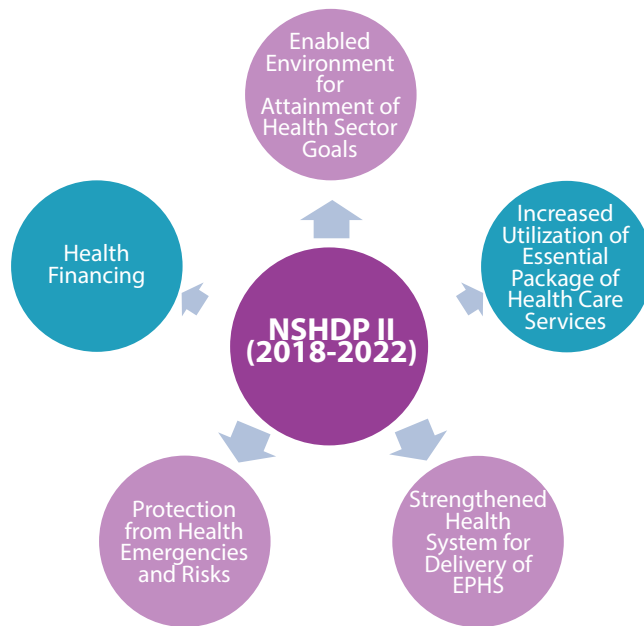 Enabled
Environment
for
Attainment of
Health Sector
Goals
Health
Financing
Increased
Utilization of
Essential
Package of
Health Care
Services
NSHDP II
(2018-2022)
Protection
from Health
Emergencies
and Risks
Strengthened
Health
System for
Delivery of
EPHS